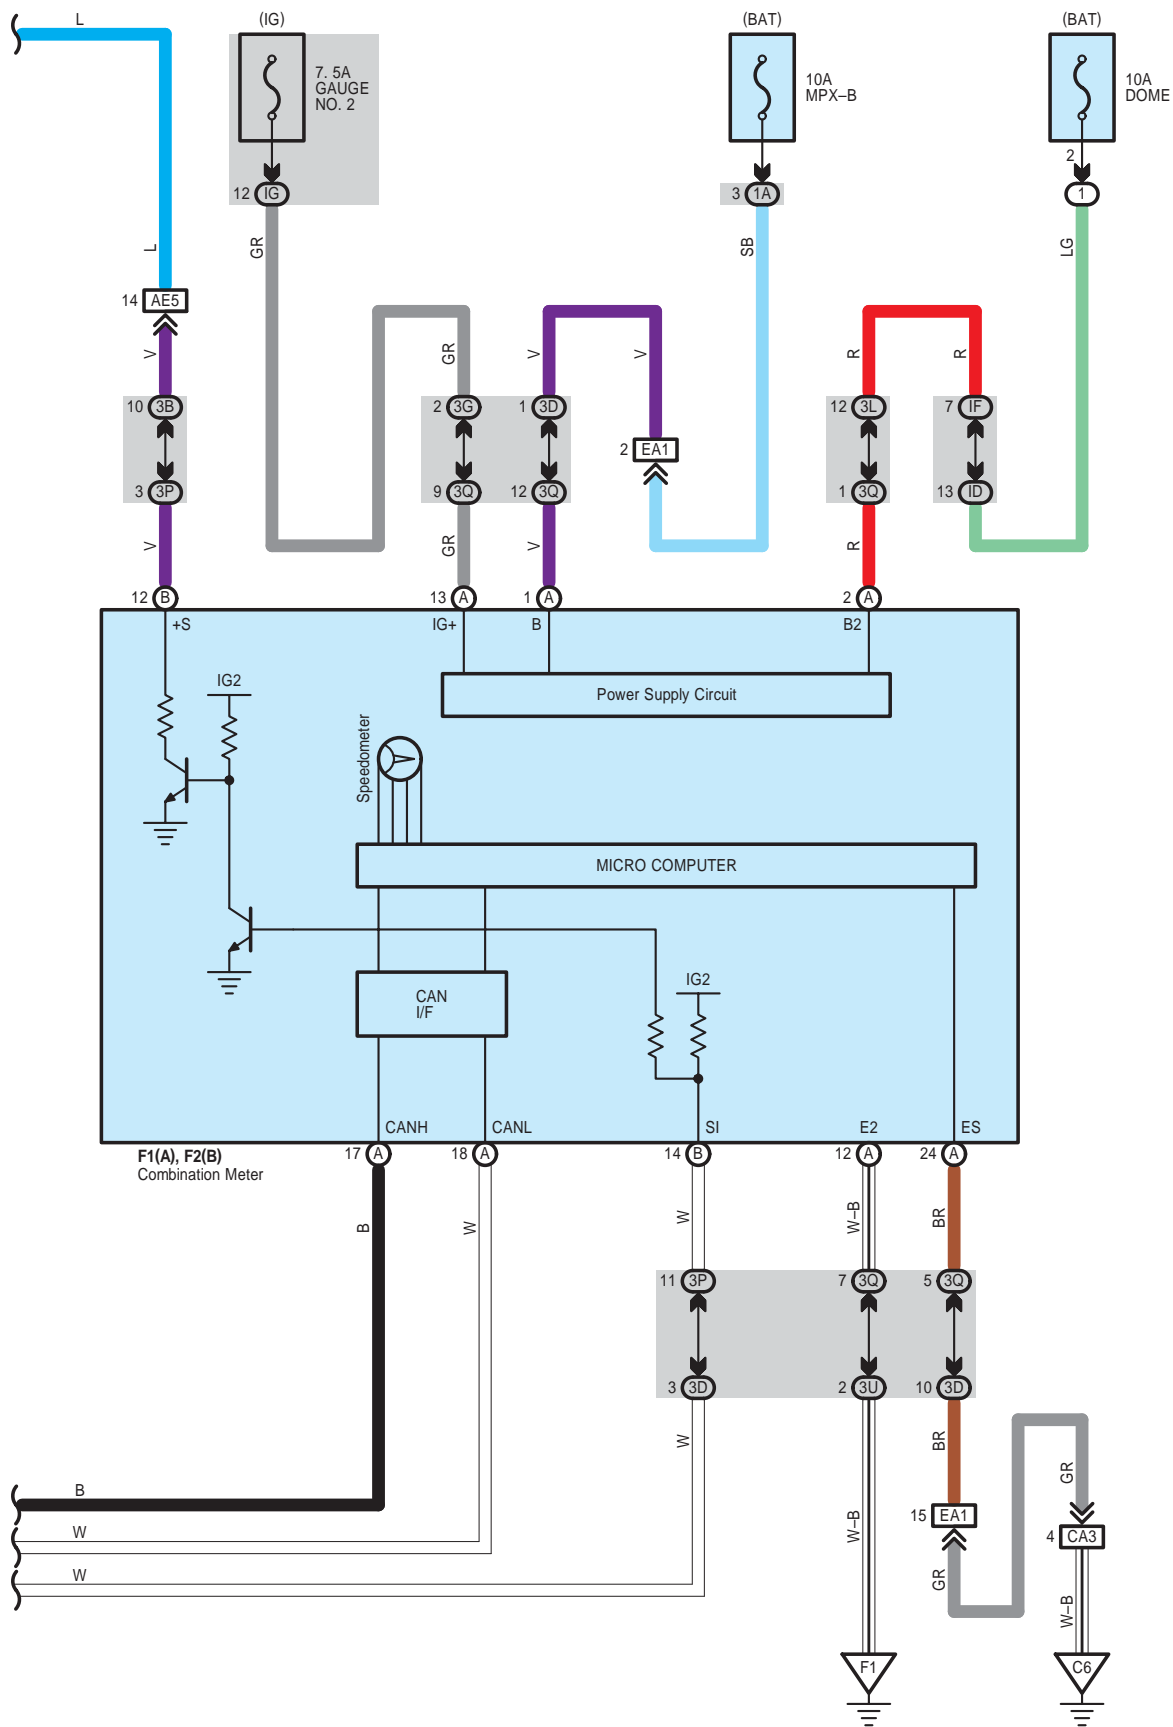 L
(IG)
(BAT)
(BAT)
7. 5A
GAUGE
NO. 2
10A
MPX–B
10A
DOME
2
12 IG
3 1A
1
L
GR
SB
LG
14 AE5
V
GR
V
V
R
R
10 3B
2 3G
1 3D
12 3L
7 IF
2 EA1
3 3P
9 3Q
12 3Q
1 3Q
13 ID
V
GR
V
R
12 B
13 A
1 A
2 A
+S
IG+
B
B2
IG2
Power Supply Circuit
Speedometer
MICRO COMPUTER
IG2
CAN
I/F
CANH
CANL
SI
E2
ES
F1(A), F2(B)
Combination Meter
17 A
18 A
14 B
12 A
24 A
B
W
W
W–B
BR
11 3P
7 3Q
5 3Q
3 3D
2 3U
10 3D
W
BR
GR
B
15 EA1
W
W–B
4 CA3
W
GR
W–B
F1
C6